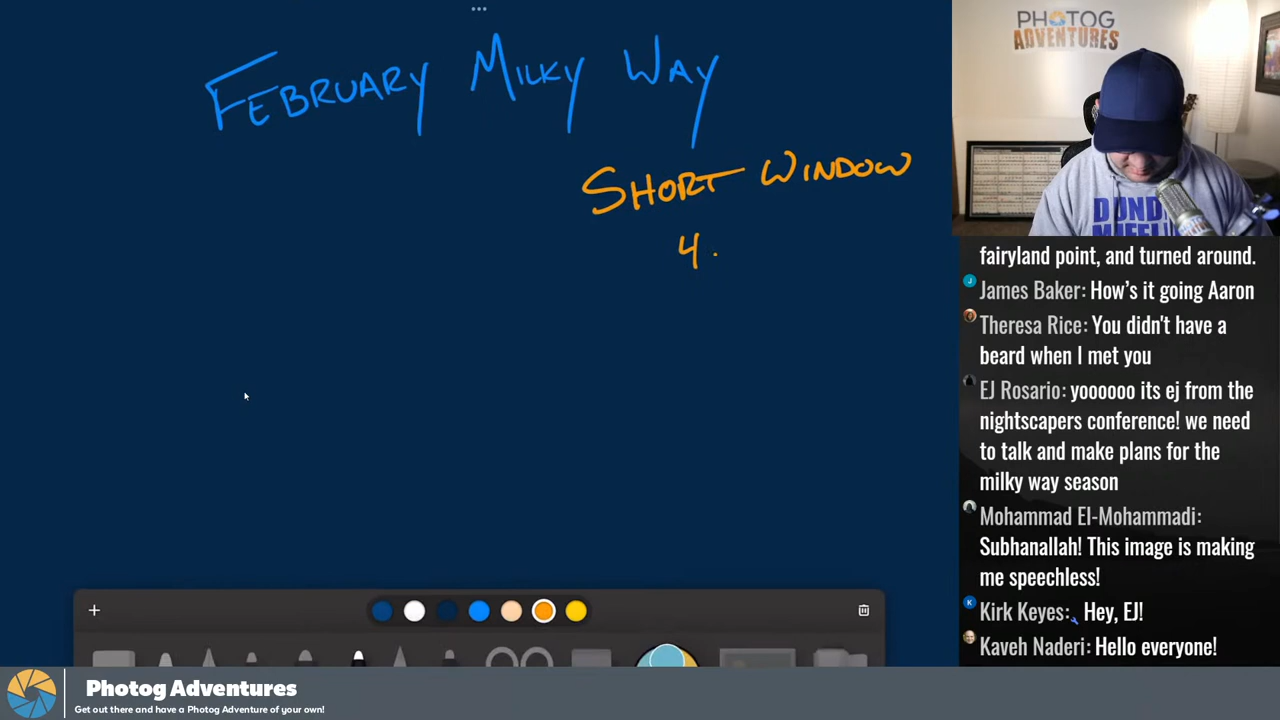 FEBRUARY MILKY WAY
SHORT WINDOW
4.
PHOTOG
ADVENTURES
DUND
MIFFLIN
fairyland point, and turned around.
James Baker: How's it going Aaron
Theresa Rice: You didn't have a
beard when I met you
EJ Rosario: yoooooo its ej from the
nightscapers conference! we need
to talk and make plans for the
milky way season
Mohammad El-Mohammadi:
Subhanallah! This image is making
me speechless!
Kirk Keyes: Hey, EJ!
Kaveh Naderi: Hello everyone!
Photog Adventures
Get out there and have a Photog Adventure of your own!